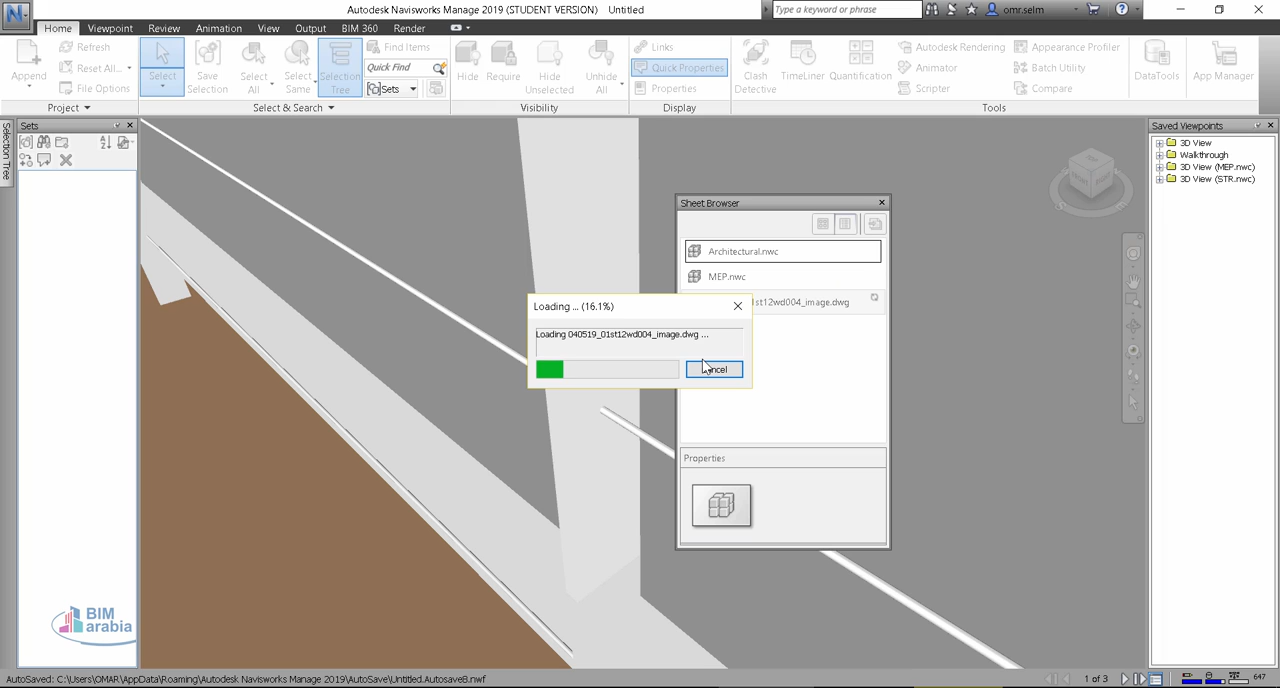 Autodesk Navisworks Manage 2019 (STUDENT VERSION) Untitled
Type a keyword or phrase
omr.selm
Home Viewpoint Review Animation View Output BIM 360 Render
Append
Refresh
Reset All...
File Options
Project
Select
Save Selection
Select All
Select Same
Selection Tree
Find Items
Quick Find
Sets
Select & Search
Hide
Require
Hide Unselected
Unhide All
Visibility
Links
Quick Properties
Properties
Display
Clash Detective
TimeLiner
Quantification
Autodesk Rendering
Animator
Scripter
Appearance Profiler
Batch Utility
Compare
Tools
DataTools
App Manager
Selection Tree
Sets
Saved Viewpoints
3D View
Walkthrough
3D View (MEP.nwc)
3D View (STR.nwc)
Sheet Browser
Architectural.nwc
MEP.nwc
1st12wd004_image.dwg
Loading ... (16.1%)
Loading 040519_01st12wd004_image.dwg ...
Properties
BIM
arabia
AutoSaved: C:\Users\OMAR\AppData\Roaming\Autodesk Navisworks Manage 2019\AutoSave\Untitled.Autosave8.nwf
1 of 3
647